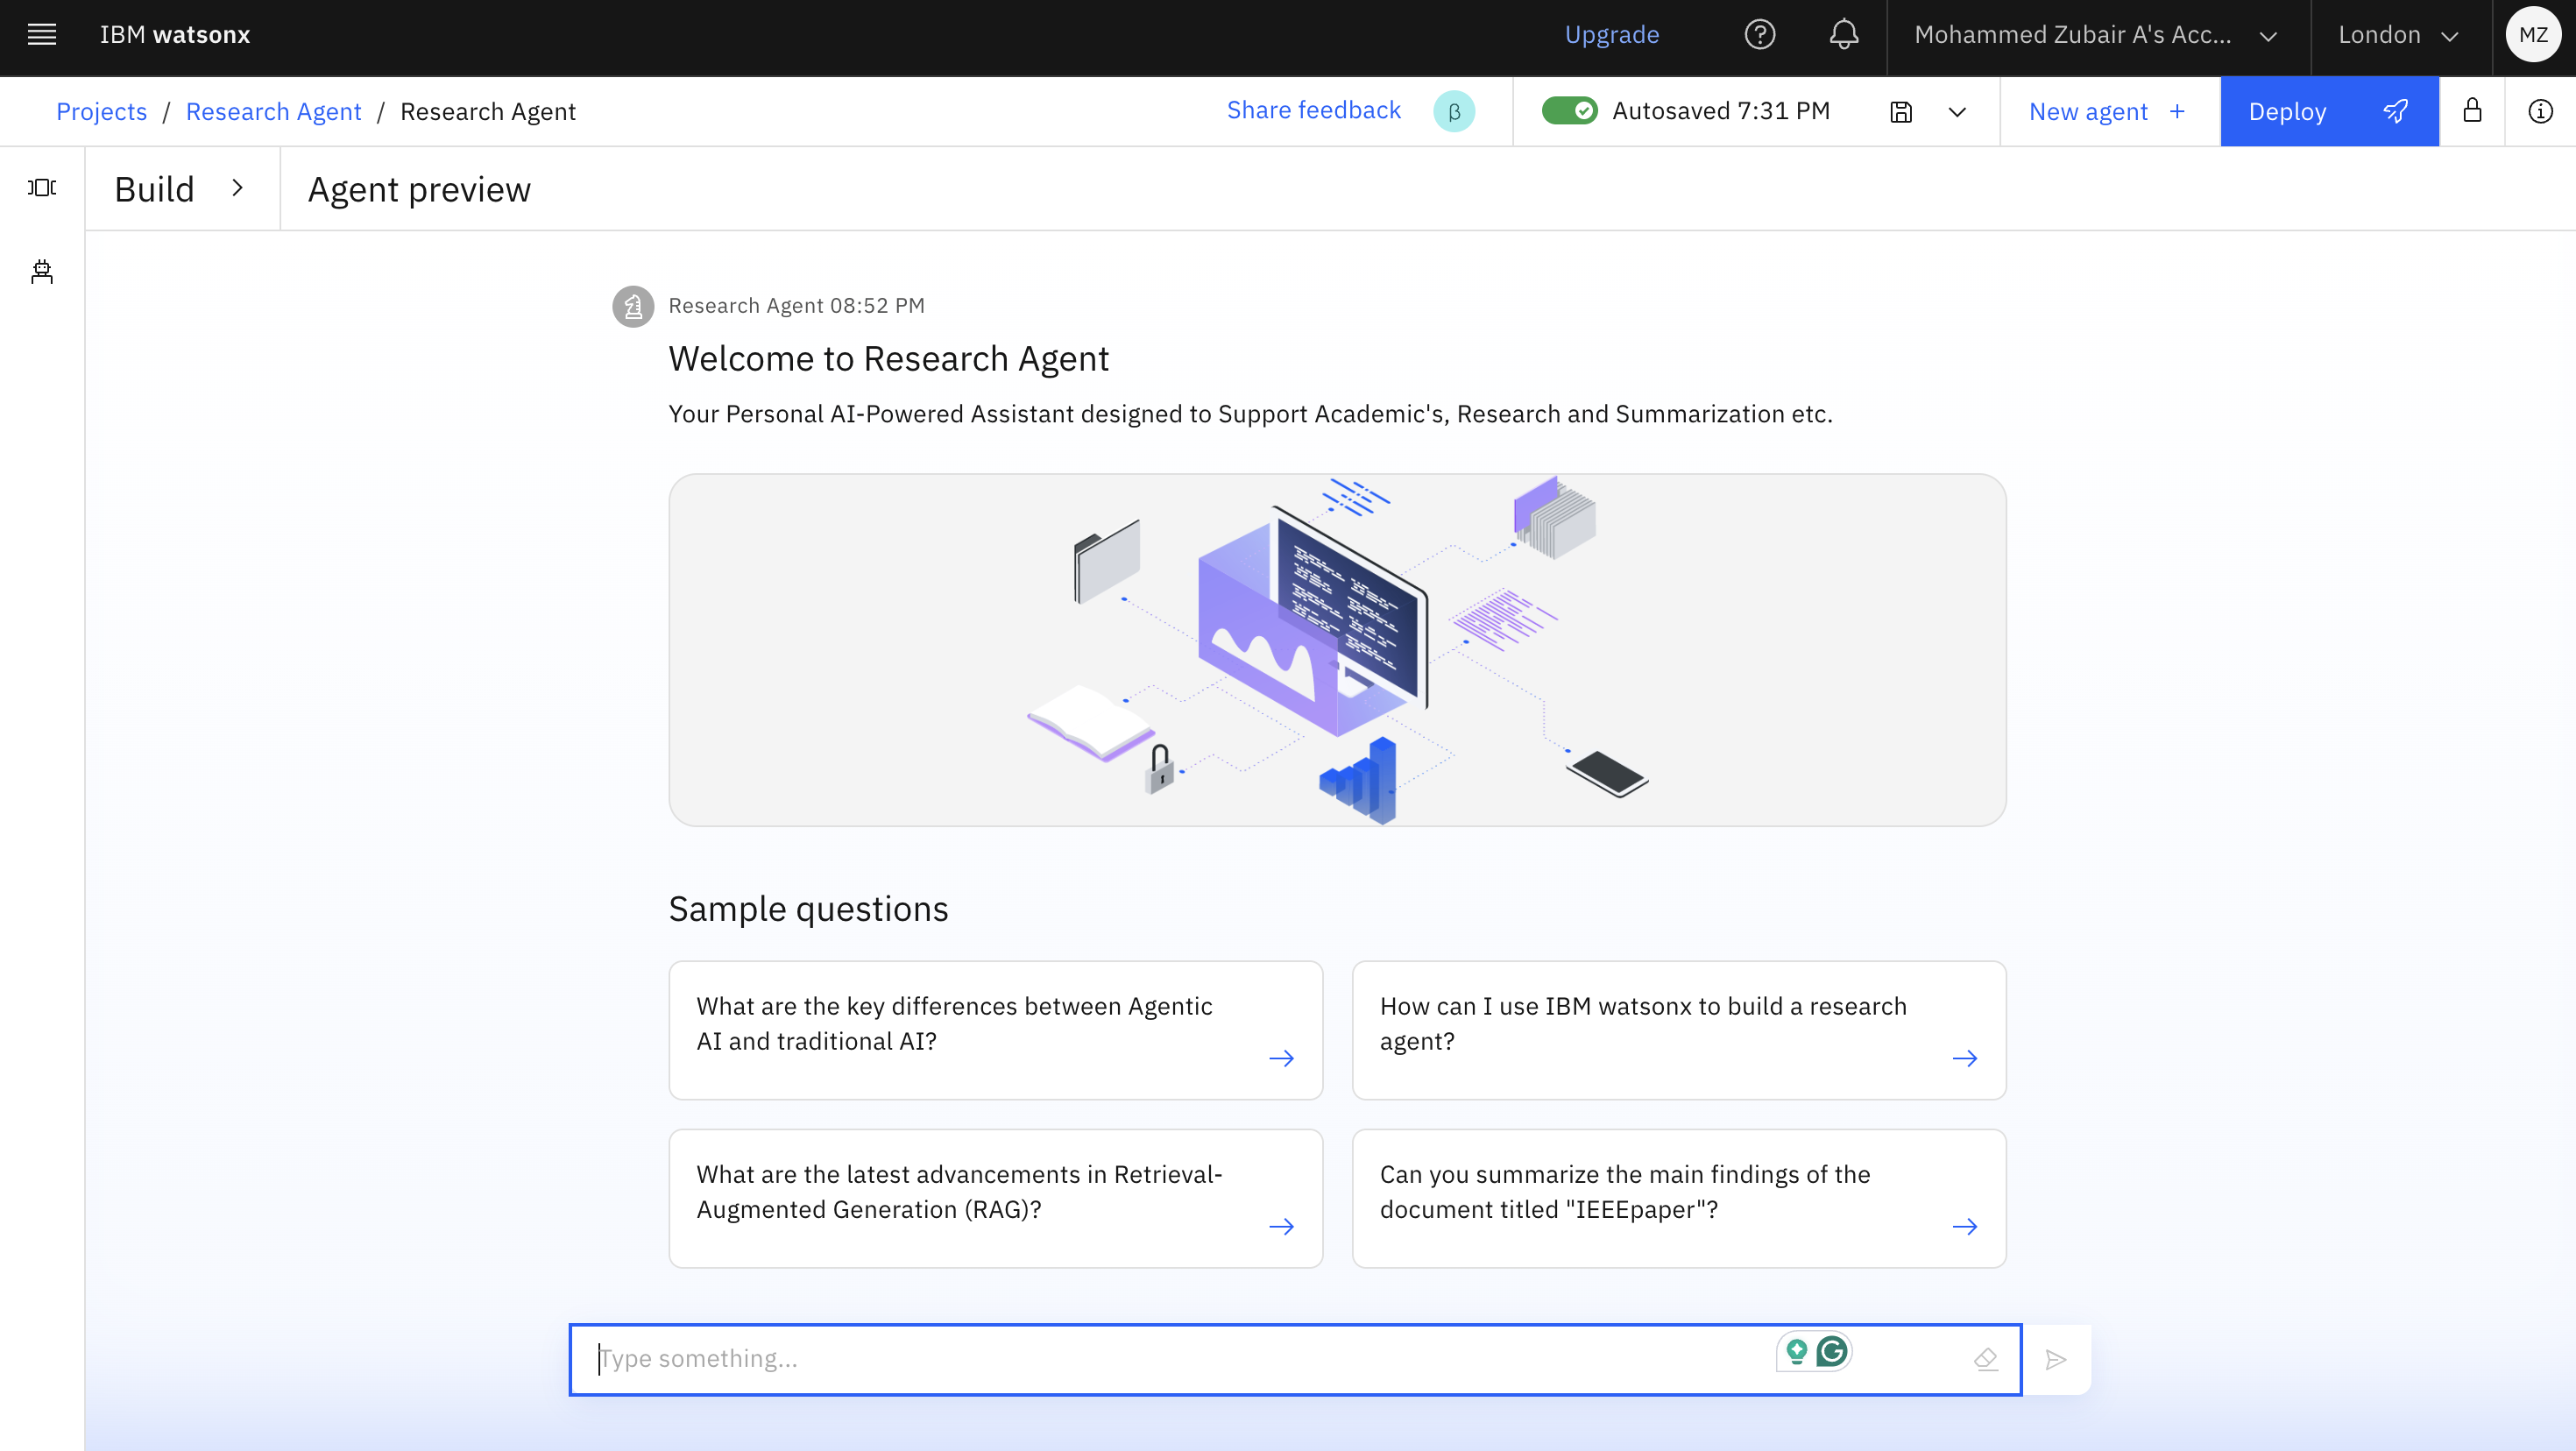 IBM watsonx
Upgrade
Mohammed Zubair A's Acc...
London
MZ
Projects / Research Agent / Research Agent
Share feedback
β
Autosaved 7:31 PM
New agent +
Deploy
Build
Agent preview
Research Agent 08:52 PM
Welcome to Research Agent
Your Personal AI-Powered Assistant designed to Support Academic's, Research and Summarization etc.
Sample questions
What are the key differences between Agentic
AI and traditional AI?
How can I use IBM watsonx to build a research
agent?
What are the latest advancements in Retrieval-
Augmented Generation (RAG)?
Can you summarize the main findings of the
document titled "IEEEpaper"?
Type something...